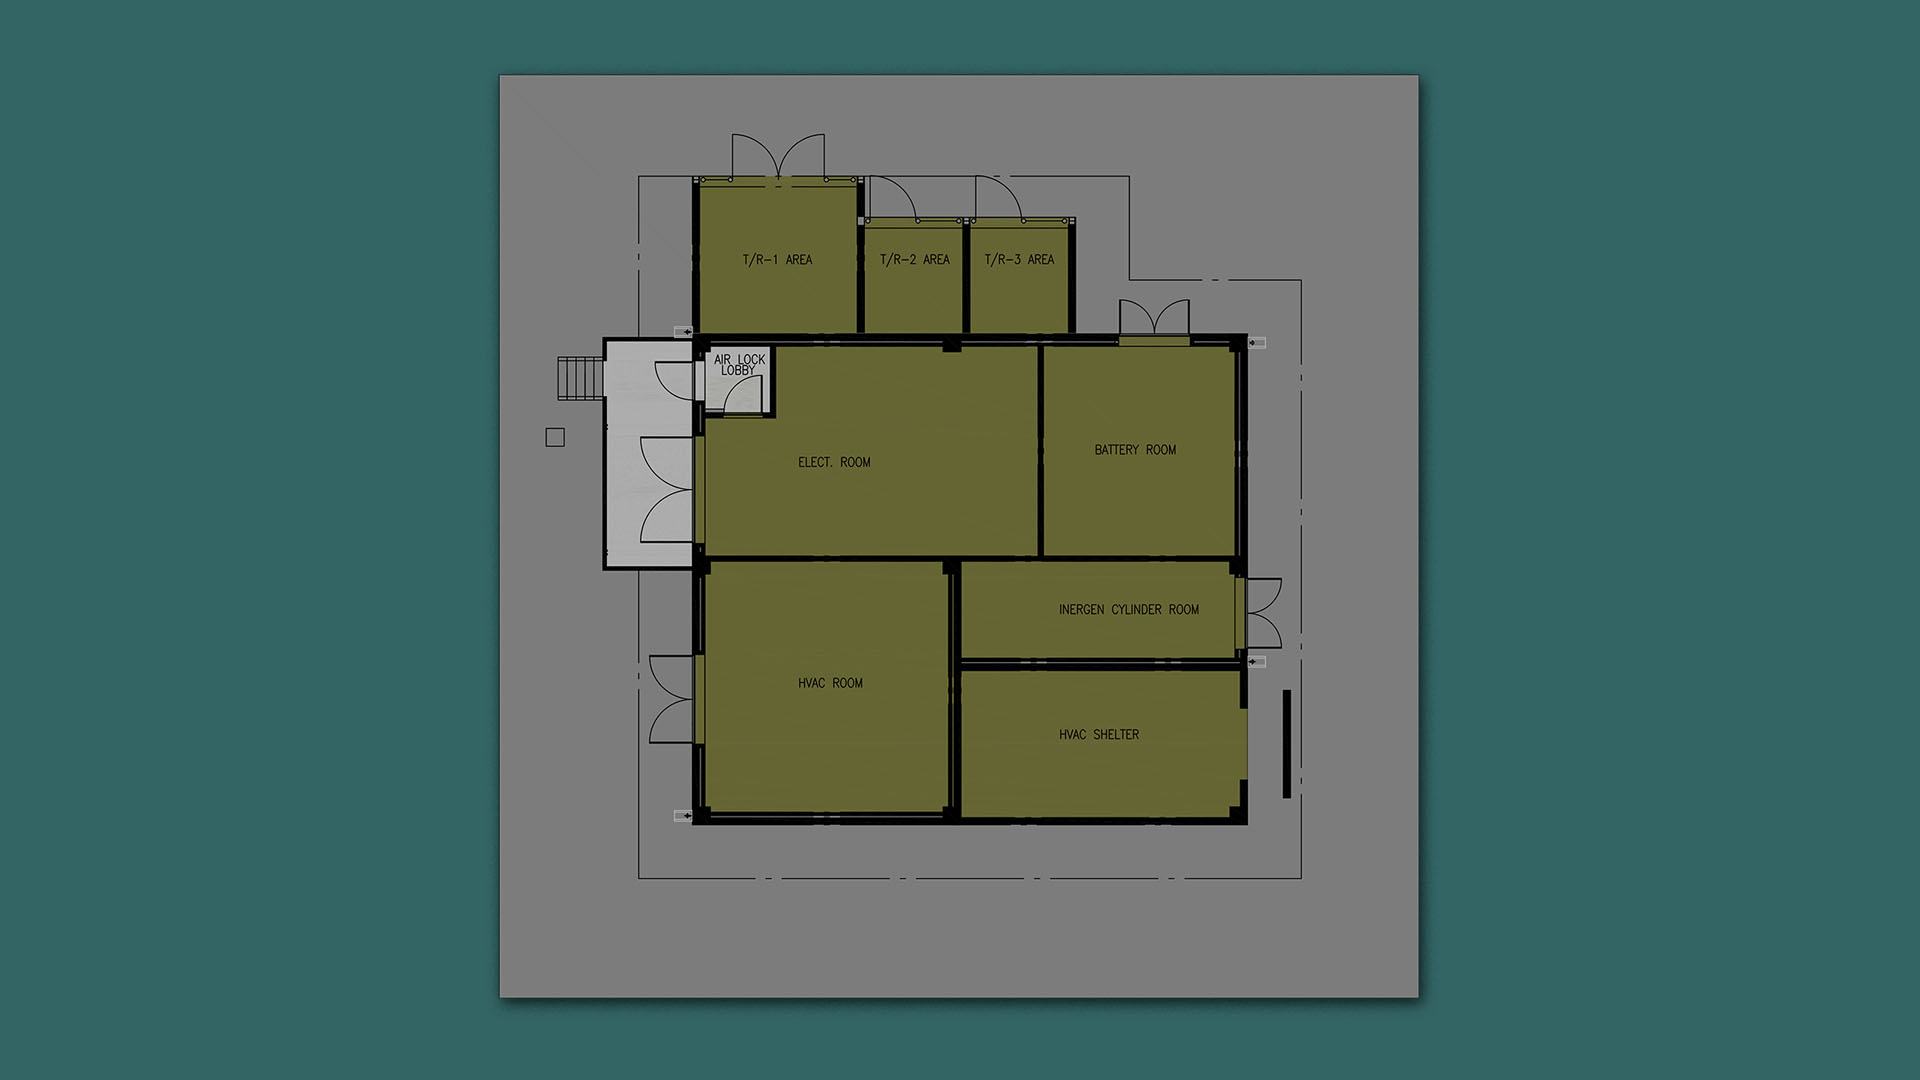 T/R-1 AREA
T/R-2 AREA
T/R-3 AREA
AIR LOCK
LOBBY
ELECT. ROOM
BATTERY ROOM
INERGEN CYLINDER ROOM
HVAC ROOM
HVAC SHELTER